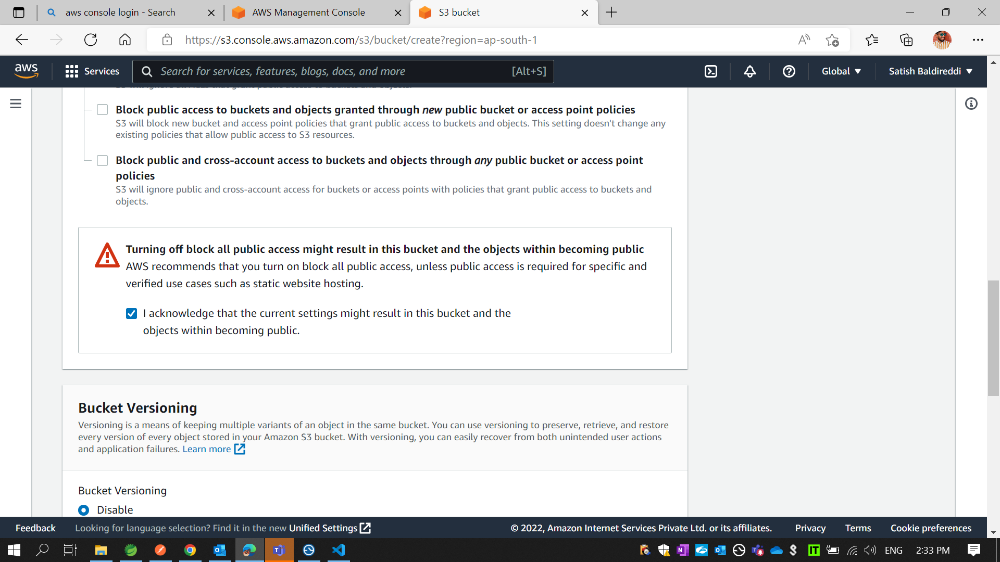 aws console login - Search
AWS Management Console
S3 bucket
https://s3.console.aws.amazon.com/s3/bucket/create?region=ap-south-1
aws
Services
Search for services, features, blogs, docs, and more
[Alt+S]
Global
Satish Baldireddi
Block public access to buckets and objects granted through new public bucket or access point policies
S3 will block new bucket and access point policies that grant public access to buckets and objects. This setting doesn't change any
existing policies that allow public access to S3 resources.
Block public and cross-account access to buckets and objects through any public bucket or access point
policies
S3 will ignore public and cross-account access for buckets or access points with policies that grant public access to buckets and
objects.
Turning off block all public access might result in this bucket and the objects within becoming public
AWS recommends that you turn on block all public access, unless public access is required for specific and
verified use cases such as static website hosting.
I acknowledge that the current settings might result in this bucket and the
objects within becoming public.
Bucket Versioning
Versioning is a means of keeping multiple variants of an object in the same bucket. You can use versioning to preserve, retrieve, and restore
every version of every object stored in your Amazon S3 bucket. With versioning, you can easily recover from both unintended user actions
and application failures. Learn more
Bucket Versioning
Disable
Feedback
Looking for language selection? Find it in the new Unified Settings
© 2022, Amazon Internet Services Private Ltd. or its affiliates.
Privacy
Terms
Cookie preferences
ENG
2:33 PM